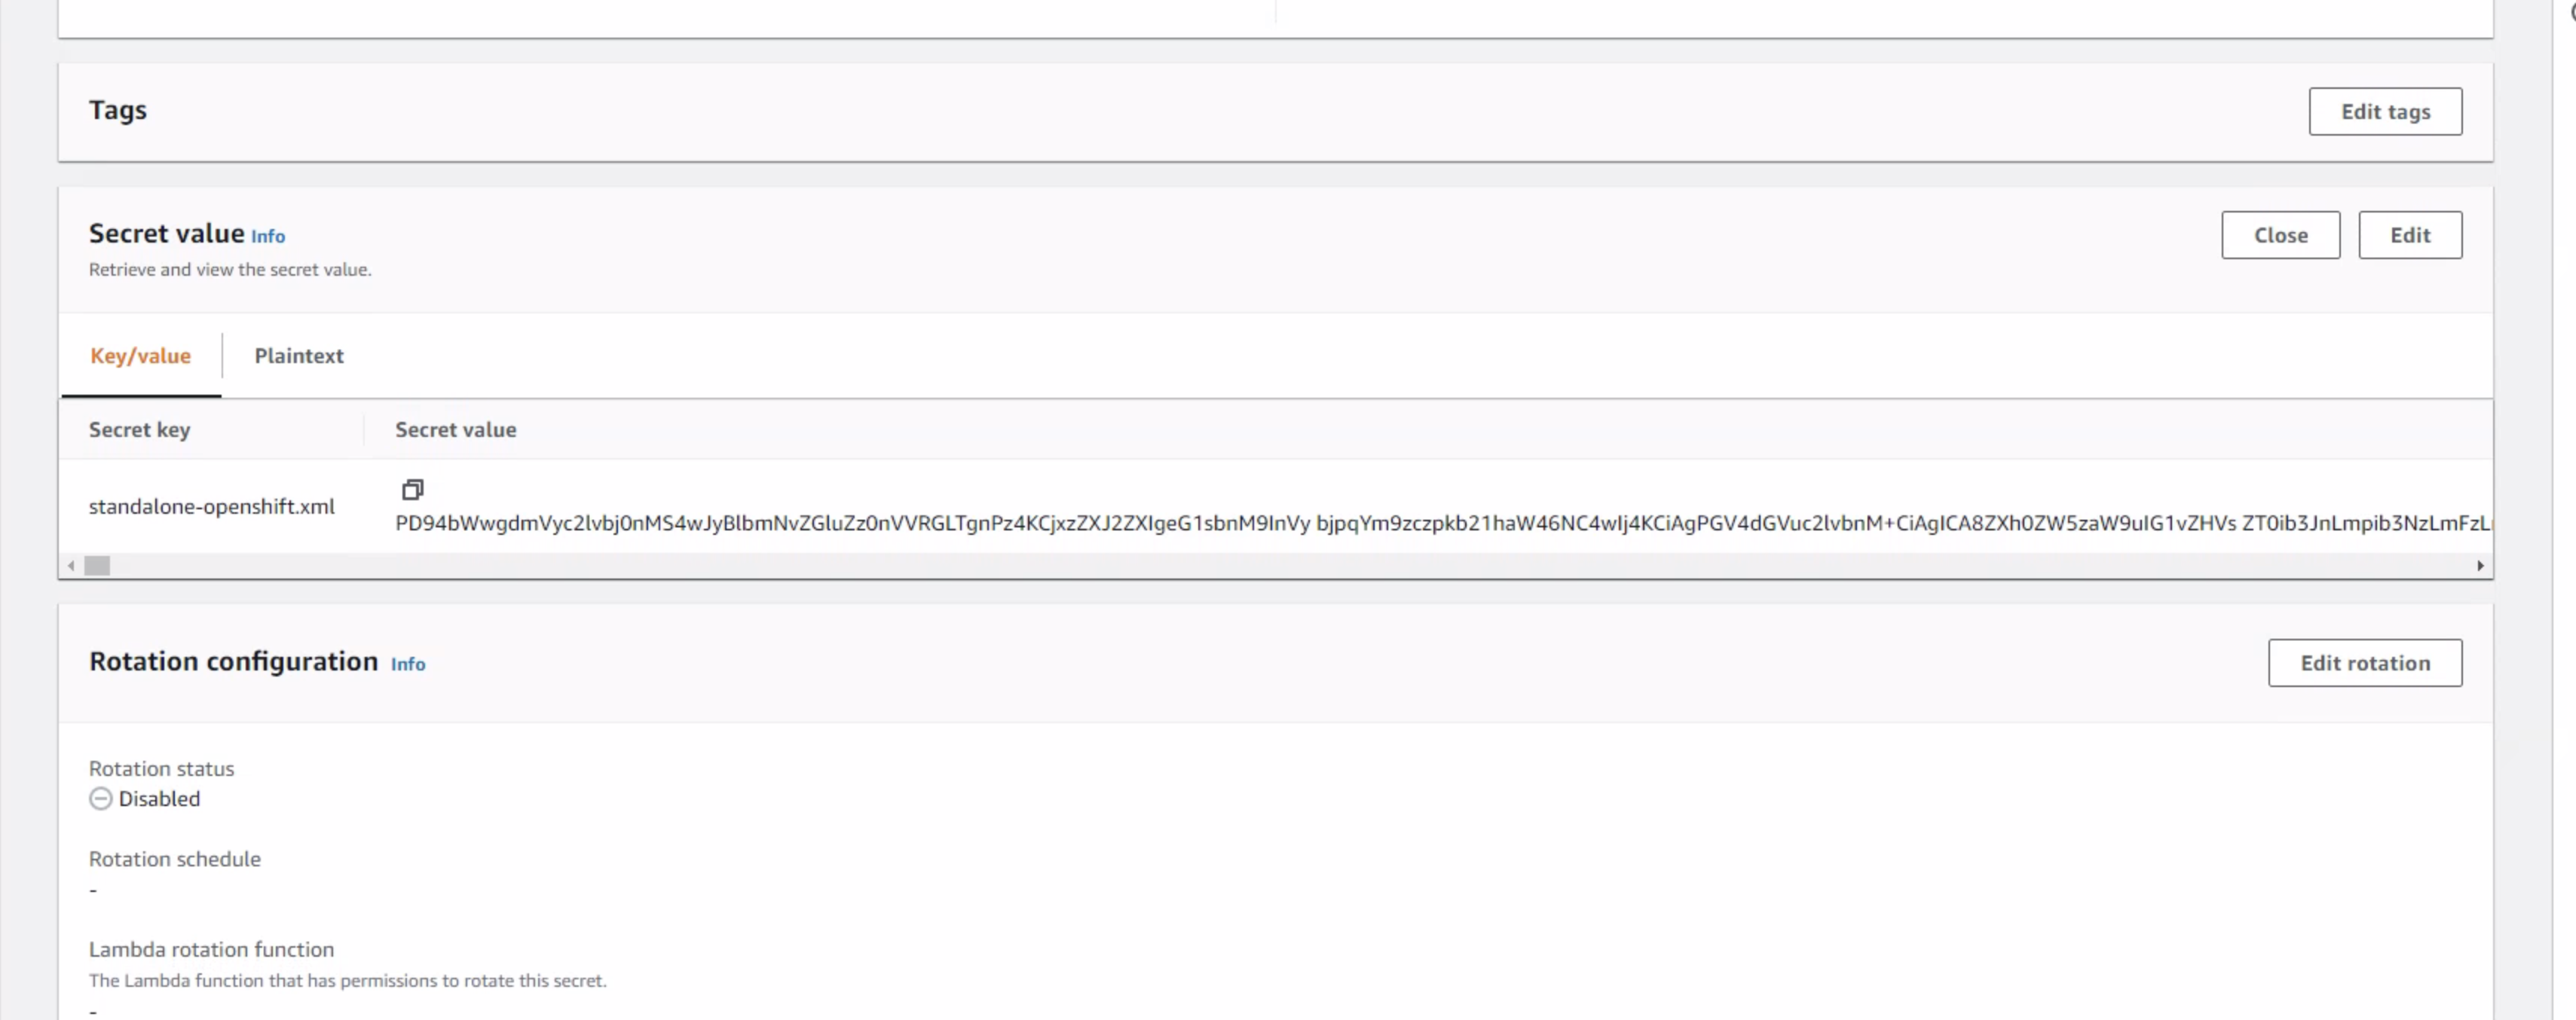 Tags
Edit tags
Secret value Info
Close
Edit
Retrieve and view the secret value.
Key/value
Plaintext
Secret key
Secret value
standalone-openshift.xml
PD94bWwgdmVyc2lvbj0nMS4wJyBlbmNvZGluZz0nVVRGLTgnPz4KCjxzZXJ2ZXIgeG1sbnM9InVy bjpqYm9zczpkb21haW46NC4wIj4KCiAgPGV4dGVuc2lvbnM+CiAgICA8ZXh0ZW5zaW9uIG1vZHVs ZT0ib3JnLmpib3NzLmFzL
Rotation configuration Info
Edit rotation
Rotation status
Disabled
Rotation schedule
-
Lambda rotation function
The Lambda function that has permissions to rotate this secret.
-